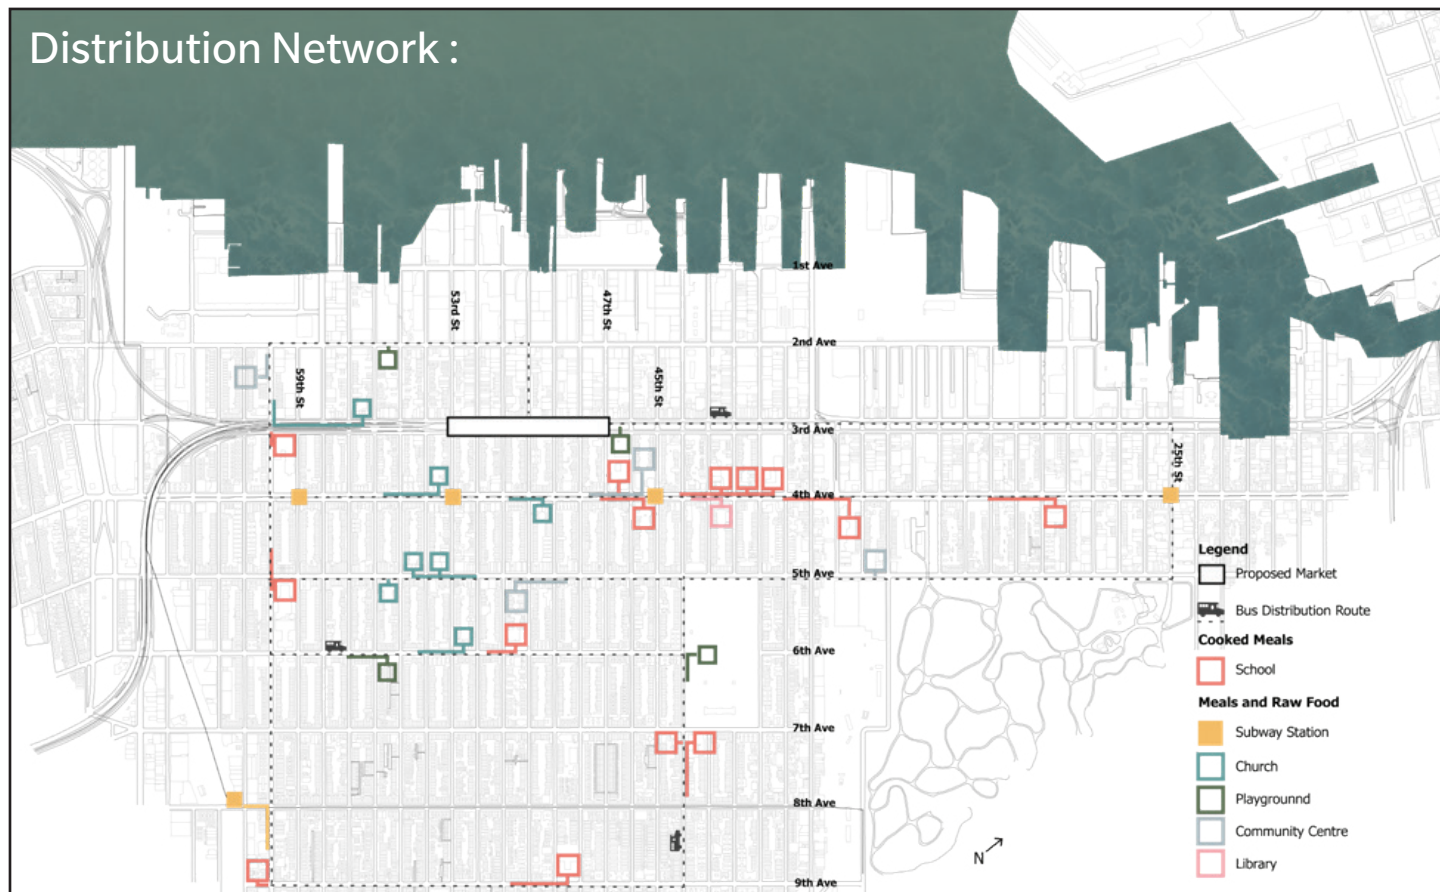 Distribution Network :
1st Ave
53rd St
47th St
2nd Ave
59th St
45th St
3rd Ave
25th St
4th Ave
5th Ave
6th Ave
7th Ave
8th Ave
9th Ave
N
Legend
Proposed Market
Bus Distribution Route
Cooked Meals
School
Meals and Raw Food
Subway Station
Church
Playgrounnd
Community Centre
Library